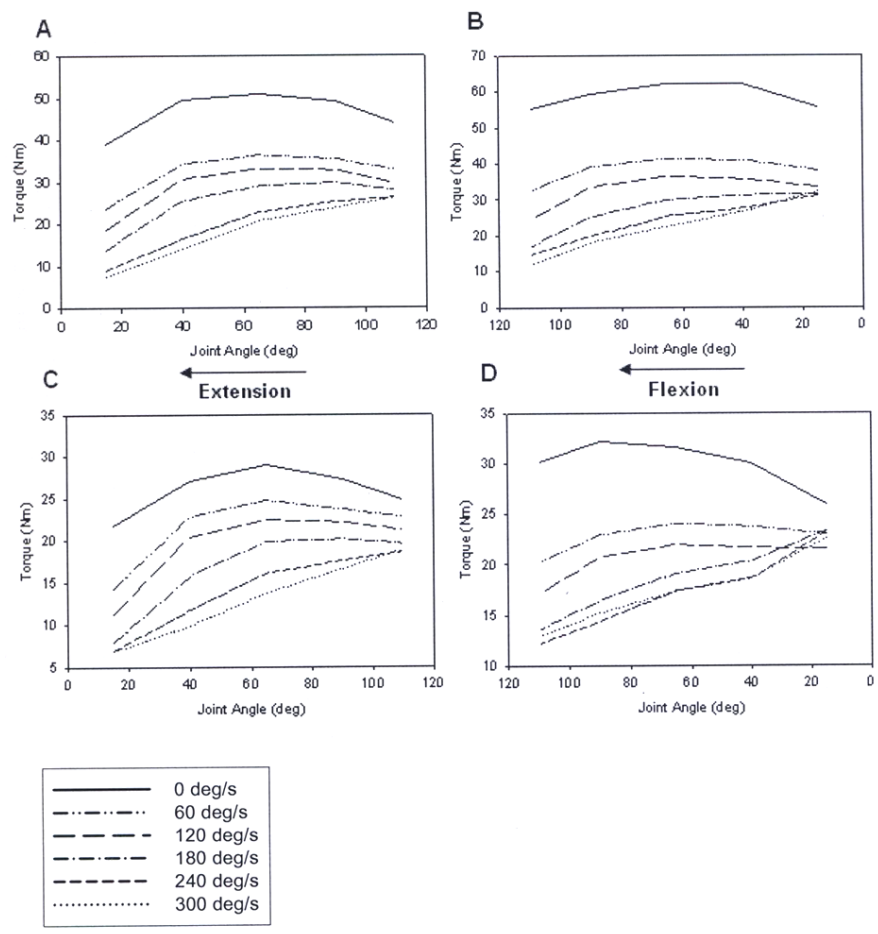 A
60
50
40
30
20
10
0
Torque (Nm)
0 20 40 60 80 100 120
Joint Angle (deg)
B
70
60
50
40
30
20
10
0
Torque (Nm)
120 100 80 60 40 20 0
Joint Angle (deg)
Extension
Flexion
C
35
30
25
20
15
10
5
Torque (Nm)
0 20 40 60 80 100 120
Joint Angle (deg)
D
35
30
25
20
15
10
Torque (Nm)
120 100 80 60 40 20 0
Joint Angle (deg)
0 deg/s
60 deg/s
120 deg/s
180 deg/s
240 deg/s
300 deg/s